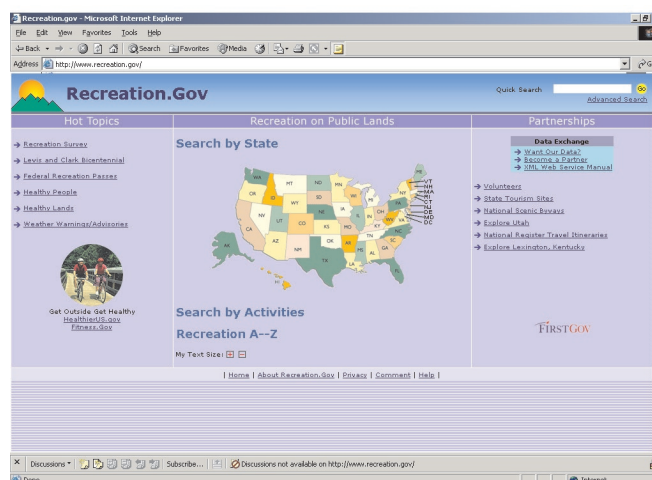 Recreation.gov - Microsoft Internet Explorer
File Edit View Favorites Tools Help
Back Search Favorites Media
Address http://www.recreation.gov/
Recreation.Gov
Quick Search Go
Advanced Search
Hot Topics
Recreation Survey
Lewis and Clark Bicentennial
Federal Recreation Passes
Healthy People
Healthy Lands
Weather Warnings/Advisories
Get Outside Get Healthy
HealthierUS.gov
Fitness.Gov
Recreation on Public Lands
Search by State
WA MT ND MN ME
OR ID SD WI MI NY
WY IA PA
NV UT NE IL IN OH
CA CO KS MO KY WV VA
AZ NM OK AR TN NC
SC
TX LA MS AL GA
AK HI FL
VT
NH
MA
RI
CT
NJ
DE
MD
DC
Search by Activities
Recreation A--Z
My Text Size:
Partnerships
Data Exchange
Want Our Data?
Become a Partner
XML Web Service Manual
Volunteers
State Tourism Sites
National Scenic Byways
Explore Utah
National Register Travel Itineraries
Explore Lexington, Kentucky
FIRSTGOV
| Home | About Recreation.Gov | Privacy | Comment | Help |
Discussions Subscribe... Discussions not available on http://www.recreation.gov/
Done Internet